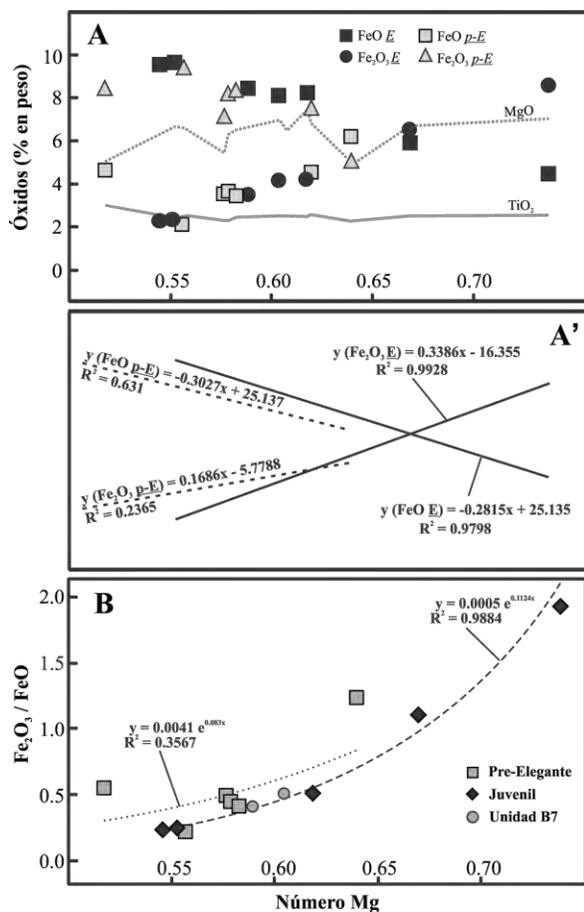 A
FeO E
FeO p-E
Fe₂O₃ E
Fe₂O₃ p-E
Óxidos (% en peso)
10
8
6
4
2
0
MgO
TiO₂
0.55
0.60
0.65
0.70
A'
y (FeO p-E) = -0.3027x + 25.137
R² = 0.631
y (Fe₂O₃ E) = 0.3386x - 16.355
R² = 0.9928
y (Fe₂O₃ p-E) = 0.1686x - 5.7788
R² = 0.2365
y (FeO E) = -0.2815x + 25.135
R² = 0.9798
B
Fe₂O₃ / FeO
2.0
1.5
1.0
0.5
0.0
y = 0.0005 e^0.1124x
R² = 0.9884
y = 0.0041 e^0.083x
R² = 0.3567
Pre-Elegante
Juvenil
Unidad B7
0.55
0.60
0.65
0.70
Número Mg